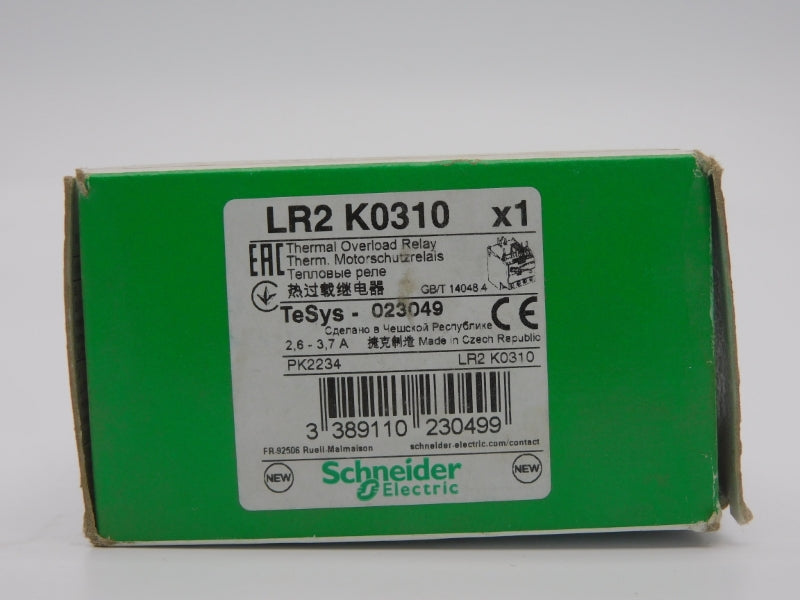 LR2 K0310 x1
EAC Thermal Overload Relay
Therm. Motorschutzrelais
Тепловые реле
热过载继电器 GB/T 14048.4
TeSys - 023049 CE
Сделано в Чешской Республике
2,6 - 3,7 A 捷克制造 Made in Czech Republic
PK2234 LR2 K0310
3 389110 230499
FR-92506 Rueil-Malmaison schneider-electric.com/contact
NEW Schneider Electric NEW